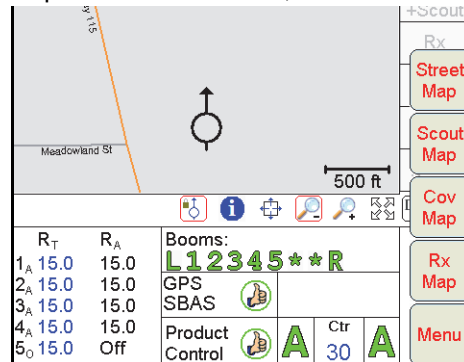 +Scout
Rx
y 115
Street
Map
Scout
Map
Meadowland St
500 ft
Cov
Map
Rx
Map
Menu
RT RA
1A 15.0 15.0
2A 15.0 15.0
3A 15.0 15.0
4A 15.0 15.0
5O 15.0 Off
Booms:
L12345**R
GPS
SBAS
Product
Control
A
Ctr
30
A